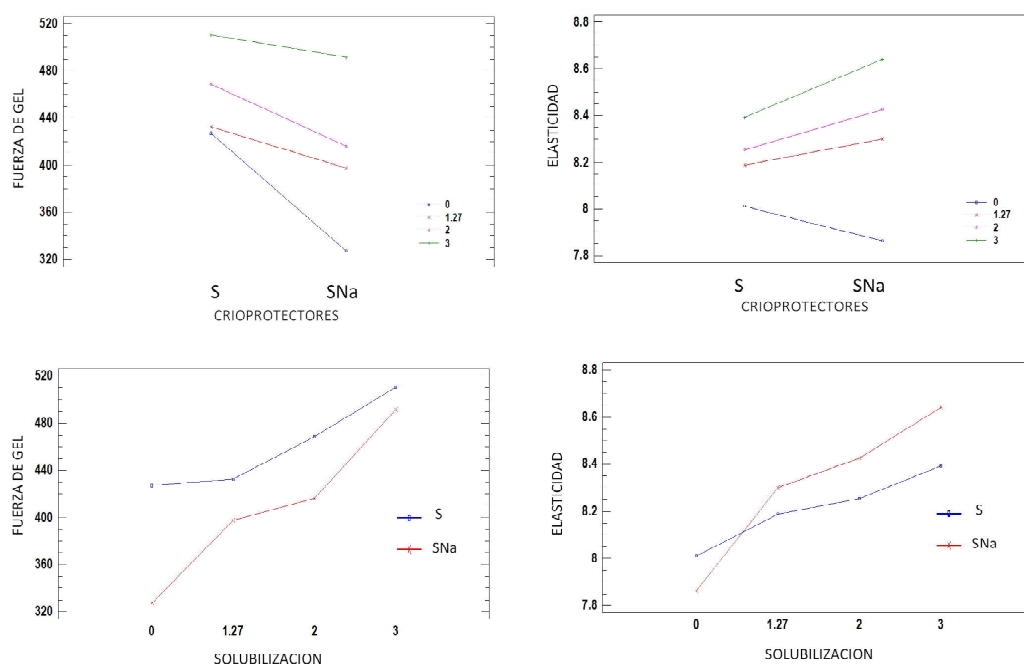 FUERZA DE GEL
520
480
440
400
360
320
0
1.27
2
3
S SNa
CRIOPROTECTORES
ELASTICIDAD
8.8
8.6
8.4
8.2
8
7.8
0
1.27
2
3
S SNa
CRIOPROTECTORES
FUERZA DE GEL
520
480
440
400
360
320
S
SNa
0 1.27 2 3
SOLUBILIZACION
ELASTICIDAD
8.8
8.6
8.4
8.2
8
7.8
S
SNa
0 1.27 2 3
SOLUBILIZACION